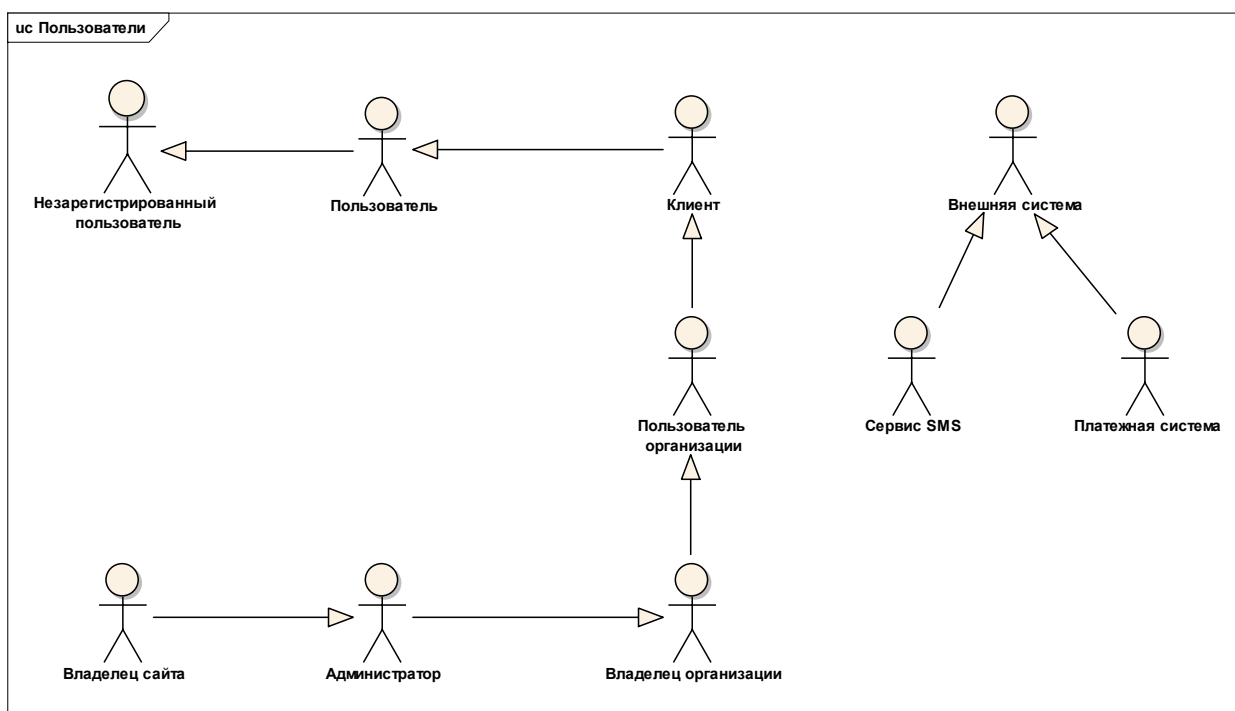 uc Пользователи
Незарегистрированный
пользователь
Пользователь
Клиент
Внешняя система
Пользователь
организации
Сервис SMS
Платежная система
Владелец сайта
Администратор
Владелец организации